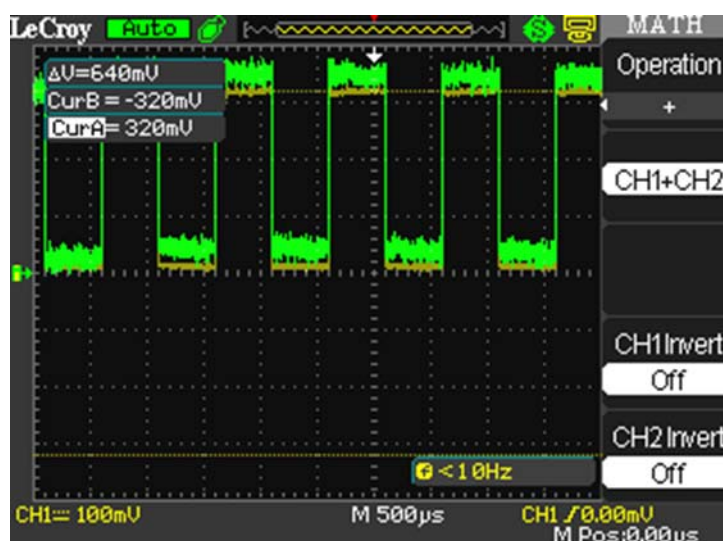 LeCroy Auto MATH
ΔV=640mV
CurB = -320mV
CurA= 320mV
Operation
+
CH1+CH2
CH1 Invert
Off
CH2 Invert
Off
<10Hz
CH1 100mV M 500µs CH1 0.00mV
M Pos:0.00µs